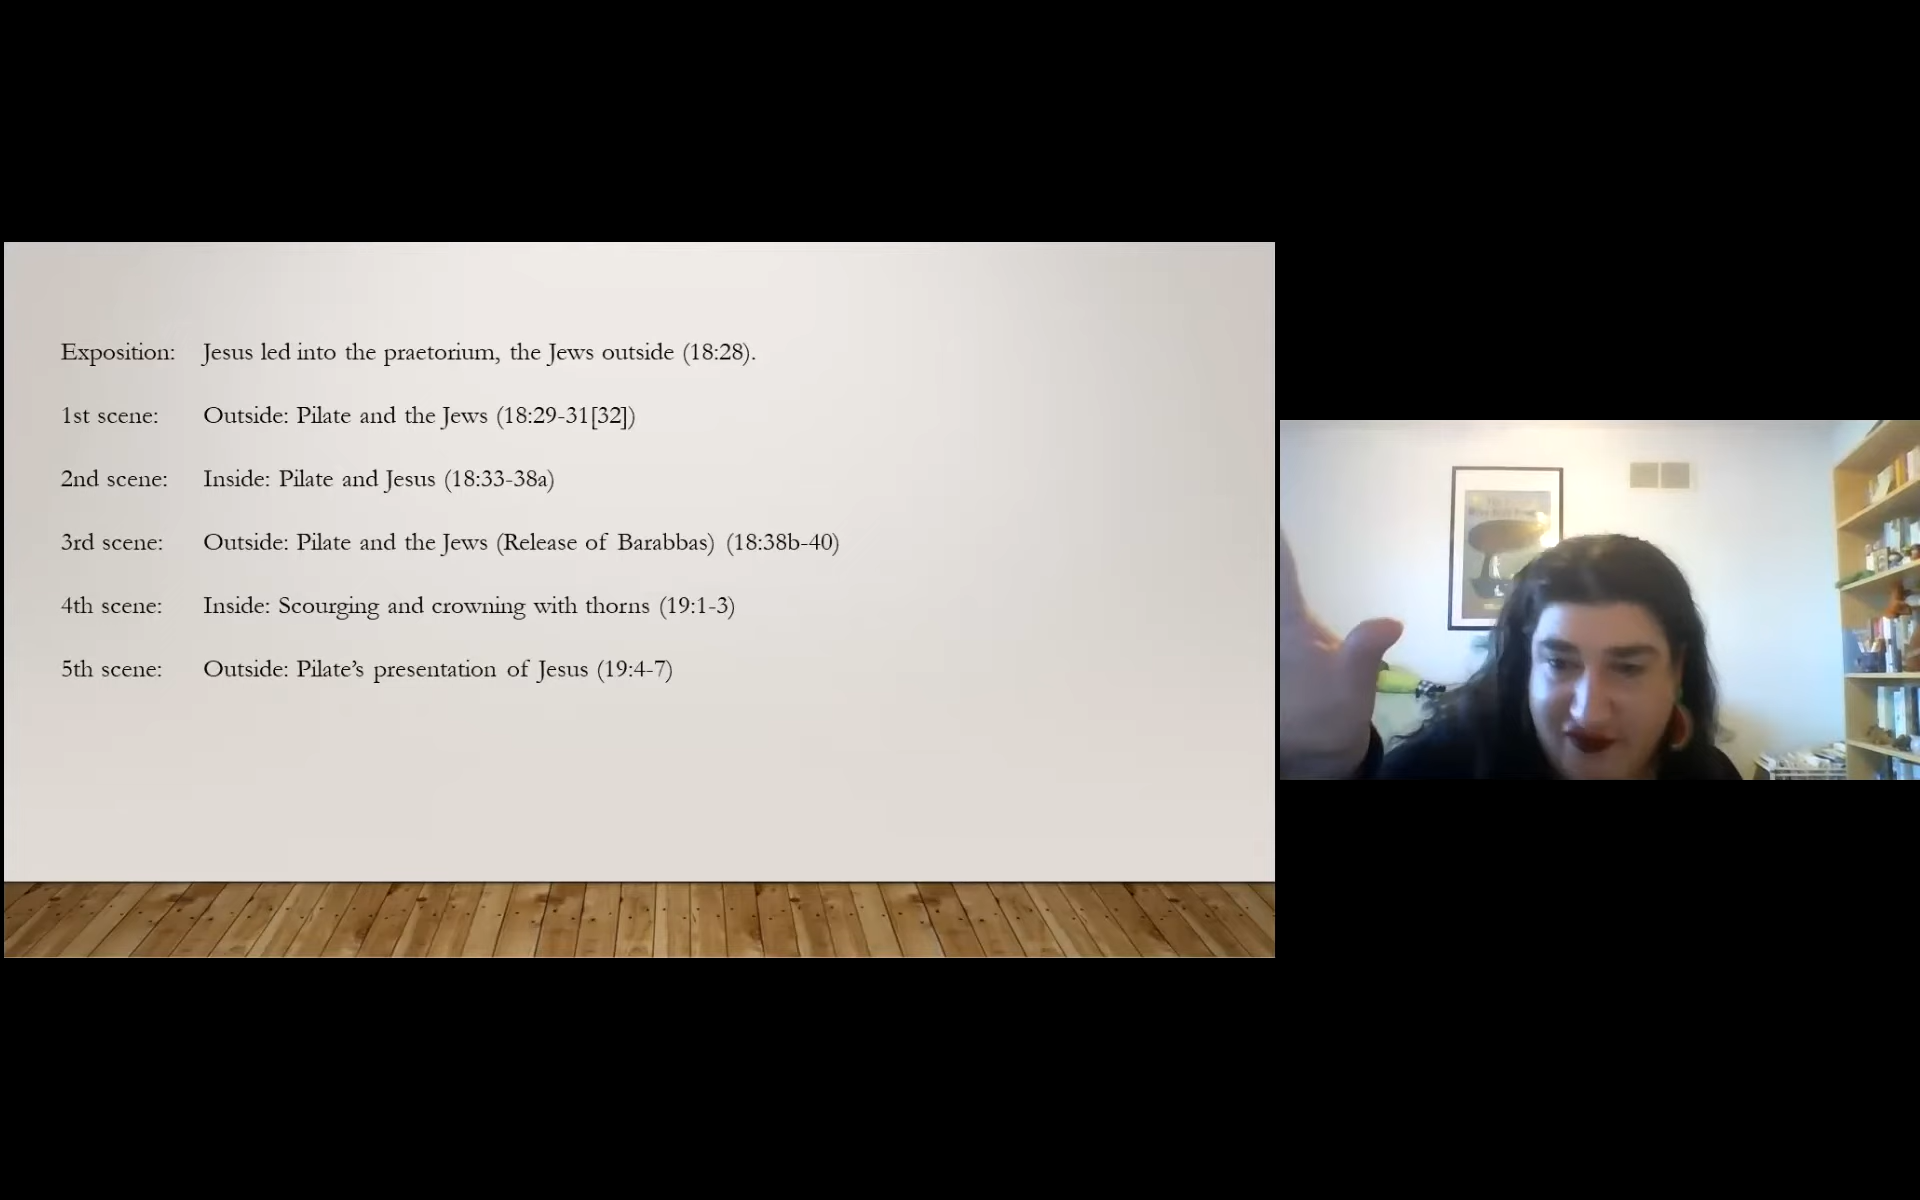 Exposition: Jesus led into the praetorium, the Jews outside (18:28).
1st scene: Outside: Pilate and the Jews (18:29-31[32])
2nd scene: Inside: Pilate and Jesus (18:33-38a)
3rd scene: Outside: Pilate and the Jews (Release of Barabbas) (18:38b-40)
4th scene: Inside: Scourging and crowning with thorns (19:1-3)
5th scene: Outside: Pilate’s presentation of Jesus (19:4-7)